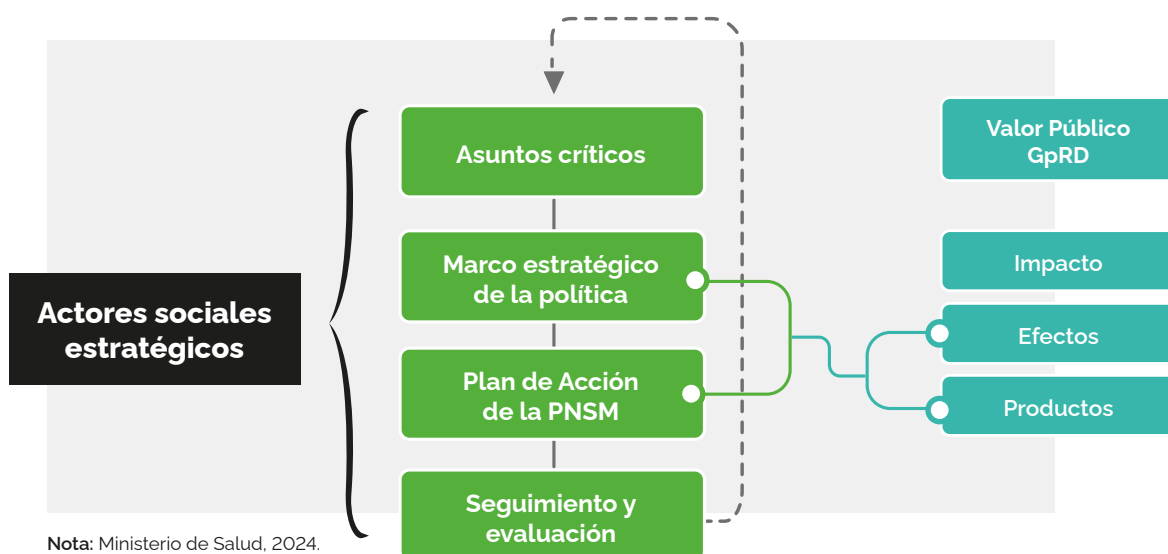 Asuntos críticos
Marco estratégico
de la política
Plan de Acción
de la PNSM
Seguimiento y
evaluación
Actores sociales
estratégicos
Valor Público
GpRD
Impacto
Efectos
Productos
Nota: Ministerio de Salud, 2024.